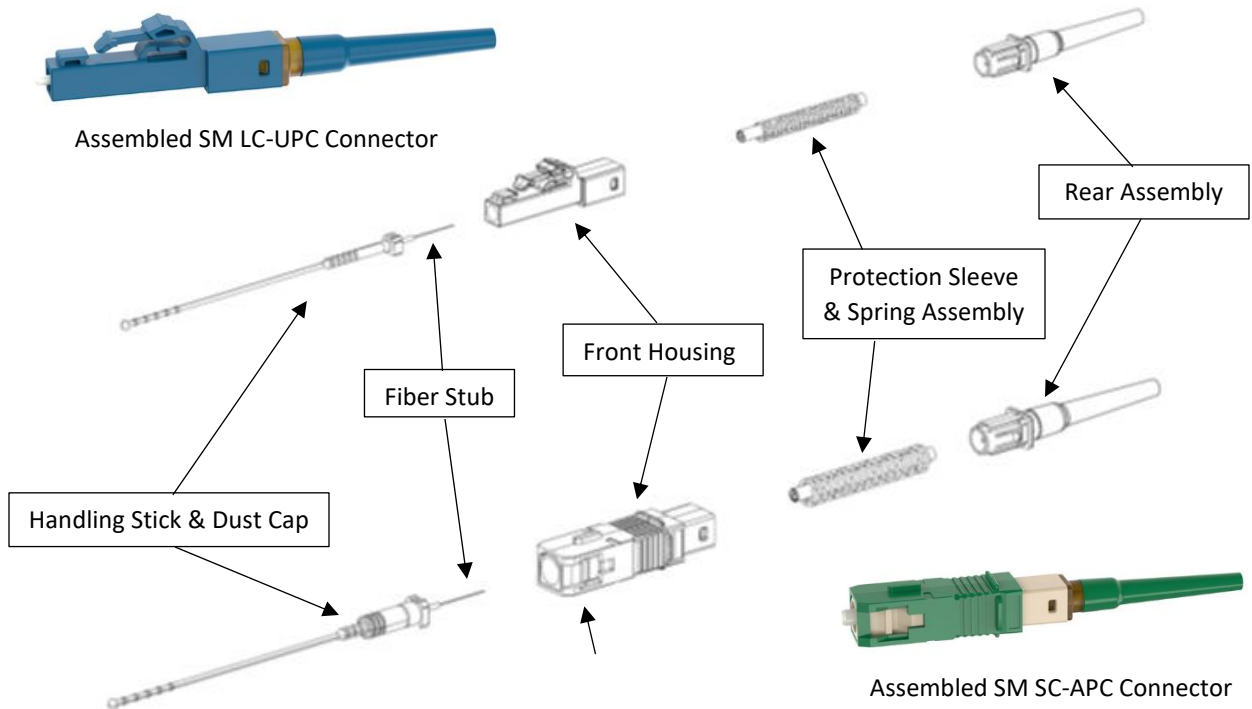 Assembled SM LC-UPC Connector
Rear Assembly
Protection Sleeve
& Spring Assembly
Front Housing
Fiber Stub
Handling Stick & Dust Cap
Assembled SM SC-APC Connector